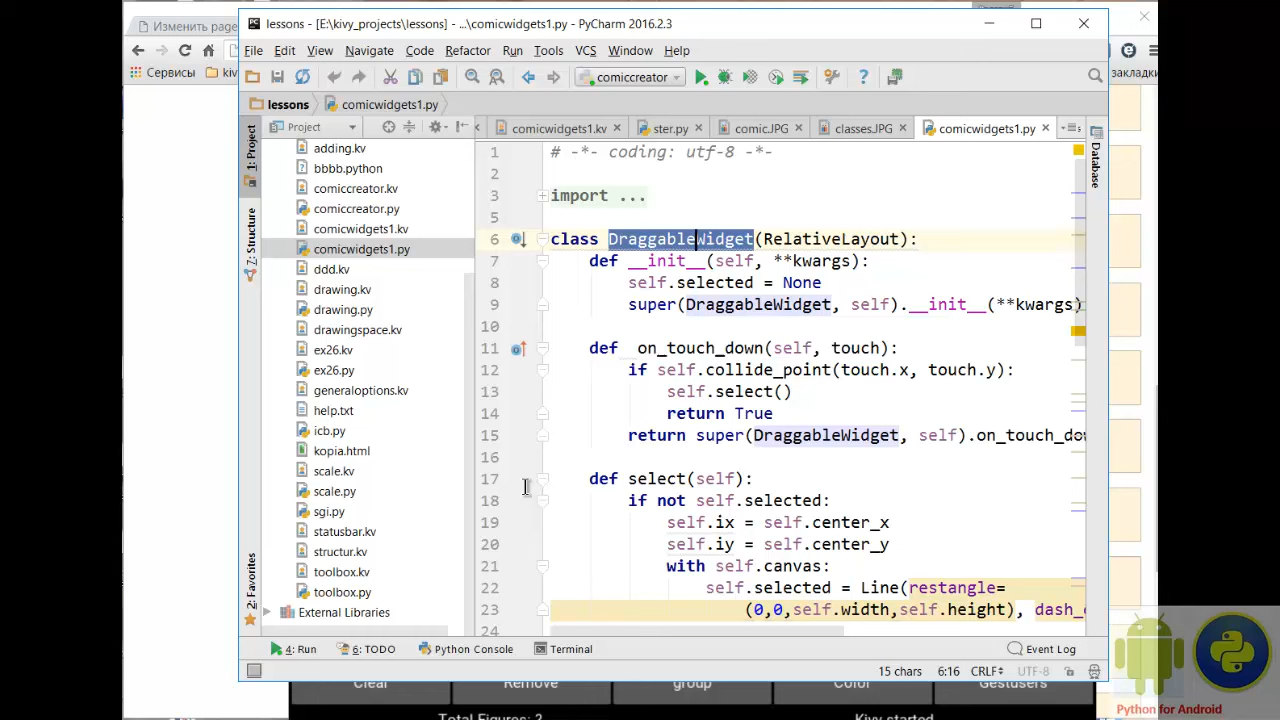 Изменить page
Сервисы
kiv
закладки
lessons - [E:\kivy_projects\lessons] - ...\comicwidgets1.py - PyCharm 2016.2.3
File Edit View Navigate Code Refactor Run Tools VCS Window Help
comiccreator
lessons comicwidgets1.py
Project
comicwidgets1.kv ster.py comic.JPG classes.JPG comicwidgets1.py
1: Project
7: Structure
2: Favorites
Database
adding.kv
bbbb.python
comiccreator.kv
comiccreator.py
comicwidgets1.kv
comicwidgets1.py
ddd.kv
drawing.kv
drawing.py
drawingspace.kv
ex26.kv
ex26.py
generaloptions.kv
help.txt
icb.py
kopia.html
scale.kv
scale.py
sgi.py
statusbar.kv
structur.kv
toolbox.kv
toolbox.py
External Libraries
1 # -*- coding: utf-8 -*-
2
3 import ...
5
6 class DraggableWidget(RelativeLayout):
7 def __init__(self, **kwargs):
8 self.selected = None
9 super(DraggableWidget, self).__init__(**kwargs)
10
11 def on_touch_down(self, touch):
12 if self.collide_point(touch.x, touch.y):
13 self.select()
14 return True
15 return super(DraggableWidget, self).on_touch_do
16
17 def select(self):
18 if not self.selected:
19 self.ix = self.center_x
20 self.iy = self.center_y
21 with self.canvas:
22 self.selected = Line(restangle=
23 (0,0,self.width,self.height), dash_
24
4: Run 6: TODO Python Console Terminal Event Log
15 chars 6:16 CRLF UTF-8
Clear Remove group Color Gestusers
Total Figures: 2 Kivy started
Python for Android